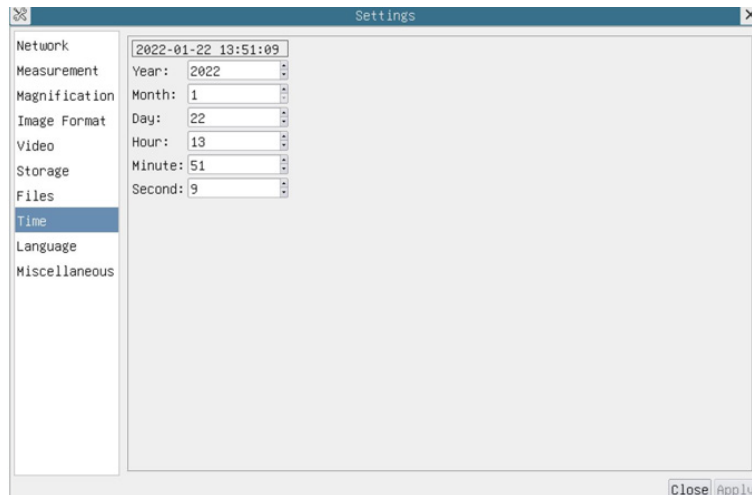 Settings
Network
Measurement
Magnification
Image Format
Video
Storage
Files
Time
Language
Miscellaneous
2022-01-22 13:51:09
Year: 2022
Month: 1
Day: 22
Hour: 13
Minute: 51
Second: 9
Close Apply